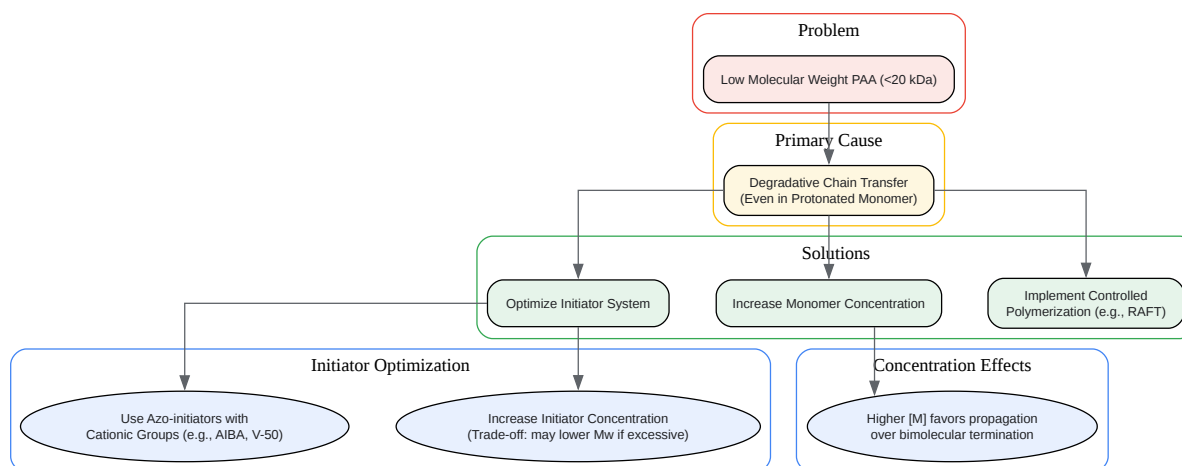 Problem
Low Molecular Weight PAA (<20 kDa)
Primary Cause
Degradative Chain Transfer
(Even in Protonated Monomer)
Solutions
Optimize Initiator System
Increase Monomer Concentration
Implement Controlled
Polymerization (e.g., RAFT)
Initiator Optimization
Concentration Effects
Use Azo-initiators with
Cationic Groups (e.g., AIBA, V-50)
Increase Initiator Concentration
(Trade-off: may lower Mw if excessive)
Higher [M] favors propagation
over bimolecular termination